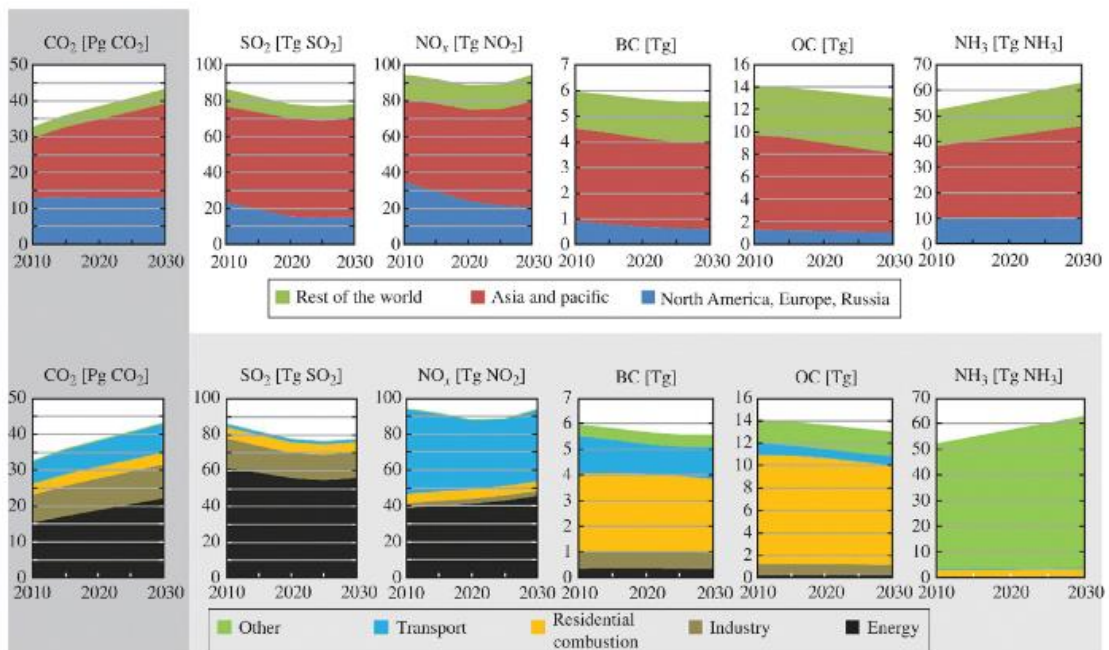 CO₂ [Pg CO₂] SO₂ [Tg SO₂] NOₓ [Tg NO₂] BC [Tg] OC [Tg] NH₃ [Tg NH₃]
50 100 100 7 16 70
40 80 80 6 14 60
30 60 60 5 12 50
20 40 40 4 10 40
10 20 20 3 8 30
0 0 0 2 6 20
1 4 10
0 2 0
0
2010 2020 2030 2010 2020 2030 2010 2020 2030 2010 2020 2030 2010 2020 2030 2010 2020 2030
Rest of the world Asia and pacific North America, Europe, Russia
CO₂ [Pg CO₂] SO₂ [Tg SO₂] NOₓ [Tg NO₂] BC [Tg] OC [Tg] NH₃ [Tg NH₃]
50 100 100 7 16 70
40 80 80 6 14 60
30 60 60 5 12 50
20 40 40 4 10 40
10 20 20 3 8 30
0 0 0 2 6 20
1 4 10
0 2 0
0
2010 2020 2030 2010 2020 2030 2010 2020 2030 2010 2020 2030 2010 2020 2030 2010 2020 2030
Other Transport Residential Industry Energy
combustion